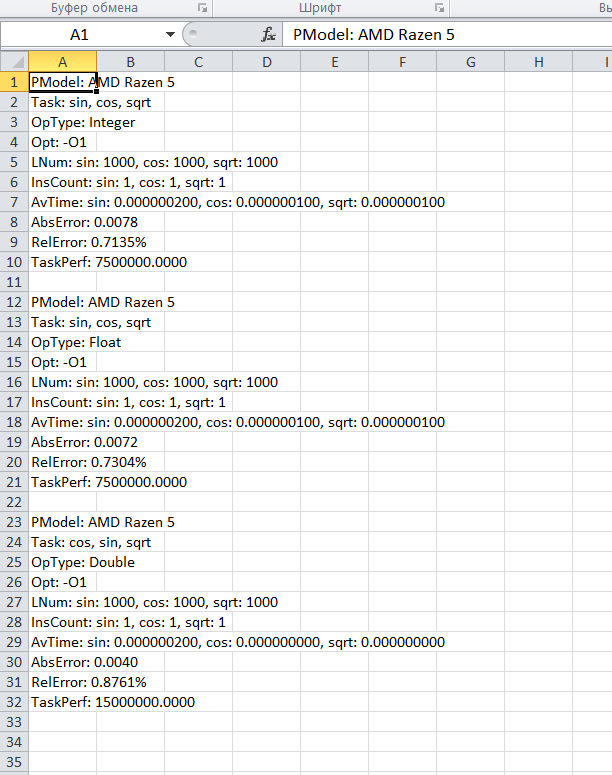 Буфер обмена Шрифт Вы
A1 fx PModel: AMD Razen 5
A B C D E F G H I
1 PModel: AMD Razen 5
2 Task: sin, cos, sqrt
3 OpType: Integer
4 Opt: -O1
5 LNum: sin: 1000, cos: 1000, sqrt: 1000
6 InsCount: sin: 1, cos: 1, sqrt: 1
7 AvTime: sin: 0.000000200, cos: 0.000000100, sqrt: 0.000000100
8 AbsError: 0.0078
9 RelError: 0.7135%
10 TaskPerf: 7500000.0000
11
12 PModel: AMD Razen 5
13 Task: sin, cos, sqrt
14 OpType: Float
15 Opt: -O1
16 LNum: sin: 1000, cos: 1000, sqrt: 1000
17 InsCount: sin: 1, cos: 1, sqrt: 1
18 AvTime: sin: 0.000000200, cos: 0.000000100, sqrt: 0.000000100
19 AbsError: 0.0072
20 RelError: 0.7304%
21 TaskPerf: 7500000.0000
22
23 PModel: AMD Razen 5
24 Task: cos, sin, sqrt
25 OpType: Double
26 Opt: -O1
27 LNum: sin: 1000, cos: 1000, sqrt: 1000
28 InsCount: sin: 1, cos: 1, sqrt: 1
29 AvTime: sin: 0.000000200, cos: 0.000000000, sqrt: 0.000000000
30 AbsError: 0.0040
31 RelError: 0.8761%
32 TaskPerf: 15000000.0000
33
34
35